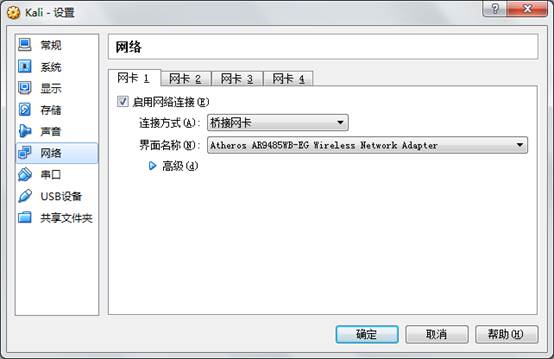 Kali - 设置
常规
系统
显示
存储
声音
网络
串口
USB设备
共享文件夹
网络
网卡 1 网卡 2 网卡 3 网卡 4
启用网络连接(E)
连接方式(A): 桥接网卡
界面名称(N): Atheros AR9485WB-EG Wireless Network Adapter
高级(d)
确定 取消 帮助(H)